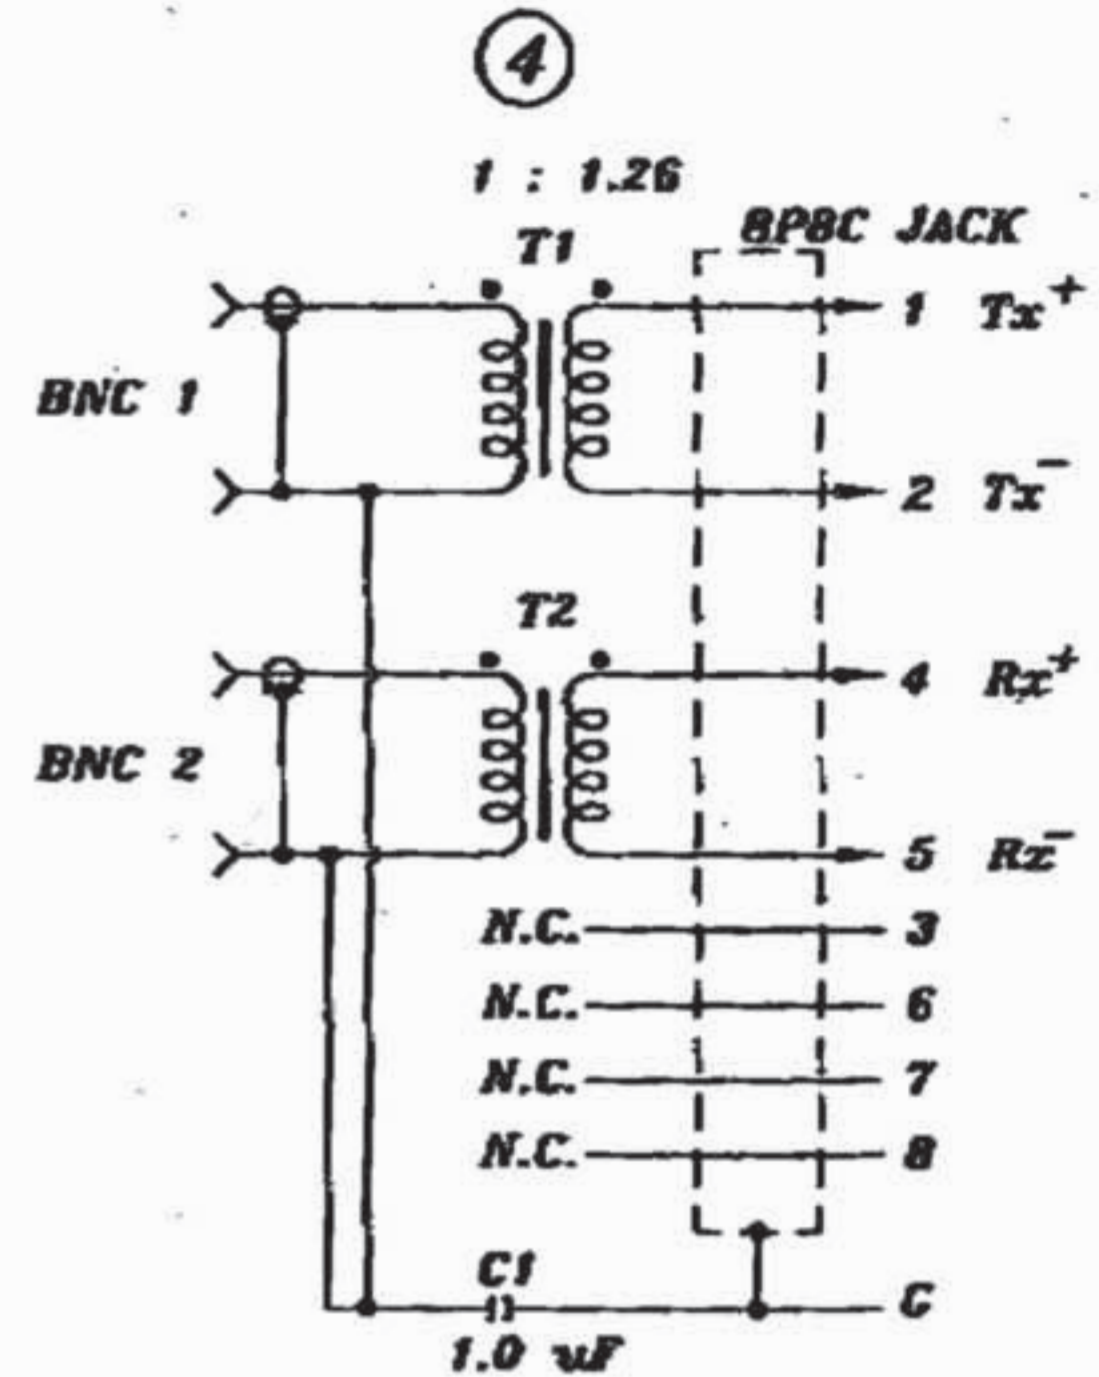 4
1 : 1.26
8P8C JACK
T1
1 Tx+
BNC 1
2 Tx-
T2
4 Rx+
BNC 2
5 Rx-
N.C. 3
N.C. 6
N.C. 7
N.C. 8
C1
G
1.0 uF